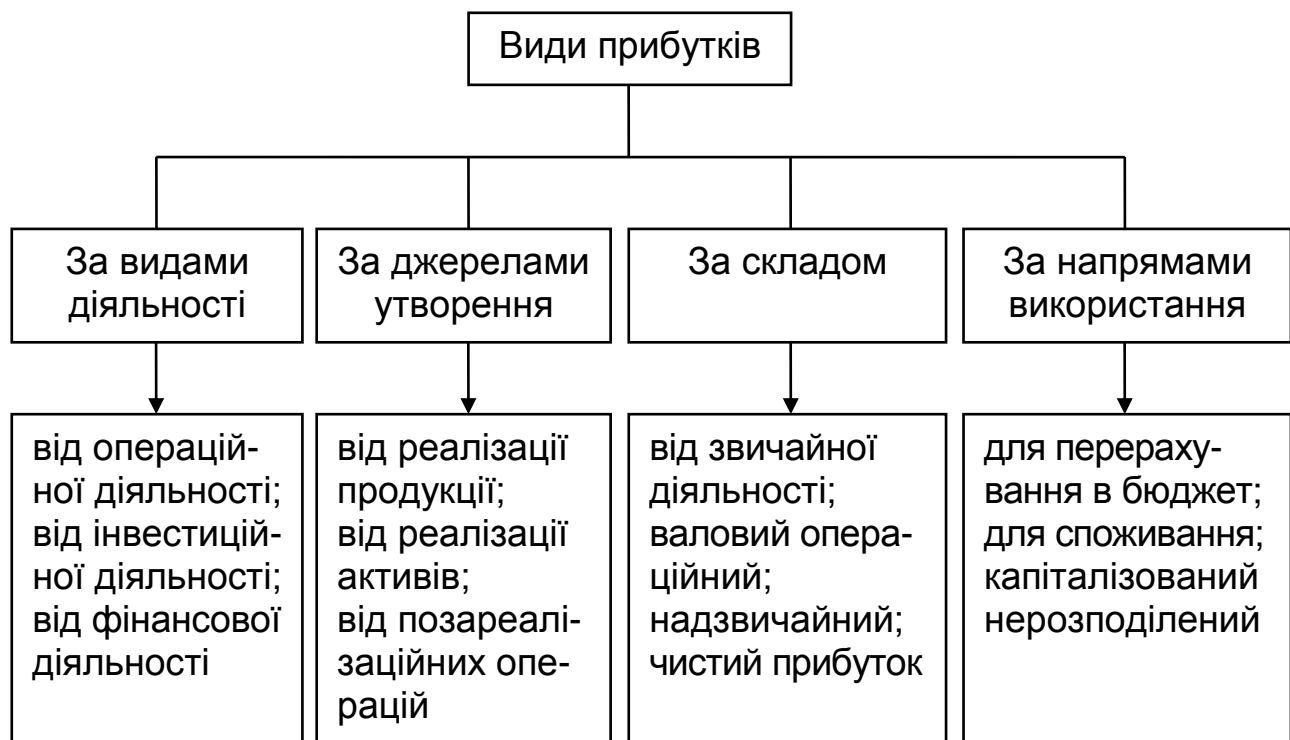 Види прибутків
За видами
діяльності
За джерелами
утворення
За складом
За напрямами
використання
від операцій-
ної діяльності;
від інвестицій-
ної діяльності;
від фінансової
діяльності
від реалізації
продукції;
від реалізації
активів;
від позареалі-
заційних опе-
рацій
від звичайної
діяльності;
валовий опера-
ційний;
надзвичайний;
чистий прибуток
для перераху-
вання в бюджет;
для споживання;
капіталізований
нерозподілений